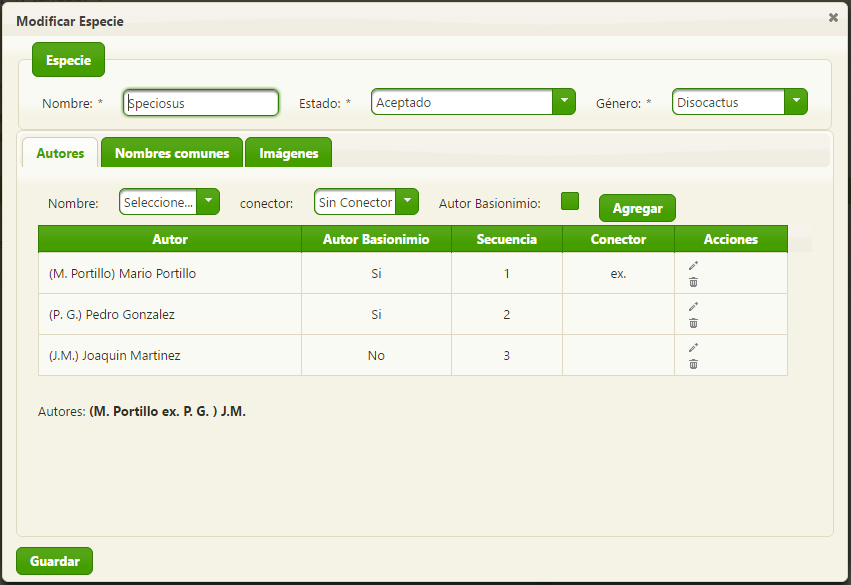 Modificar Especie
Especie
Nombre: * Speciosus Estado: * Aceptado Género: * Disocactus
Autores Nombres comunes Imágenes
Nombre: Seleccione... conector: Sin Conector Autor Basionimio: Agregar
Autor Autor Basionimio Secuencia Conector Acciones
(M. Portillo) Mario Portillo Si 1 ex.
(P. G.) Pedro Gonzalez Si 2
(J.M.) Joaquin Martinez No 3
Autores: (M. Portillo ex. P. G. ) J.M.
Guardar